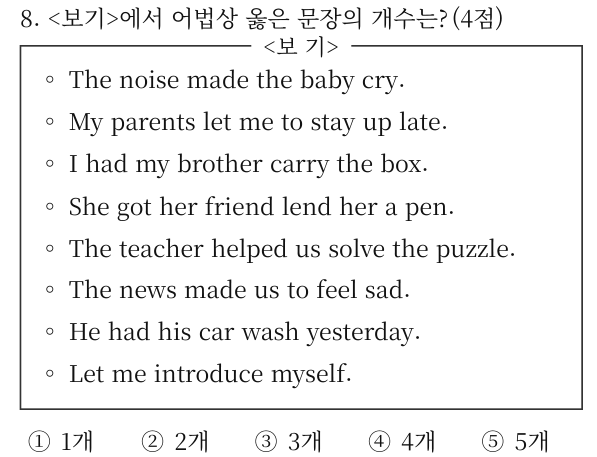 8. <보기>에서 어법상 옳은 문장의 개수는?(4점)
<보 기>
◦ The noise made the baby cry.
◦ My parents let me to stay up late.
◦ I had my brother carry the box.
◦ She got her friend lend her a pen.
◦ The teacher helped us solve the puzzle.
◦ The news made us to feel sad.
◦ He had his car wash yesterday.
◦ Let me introduce myself.
① 1개 ② 2개 ③ 3개 ④ 4개 ⑤ 5개